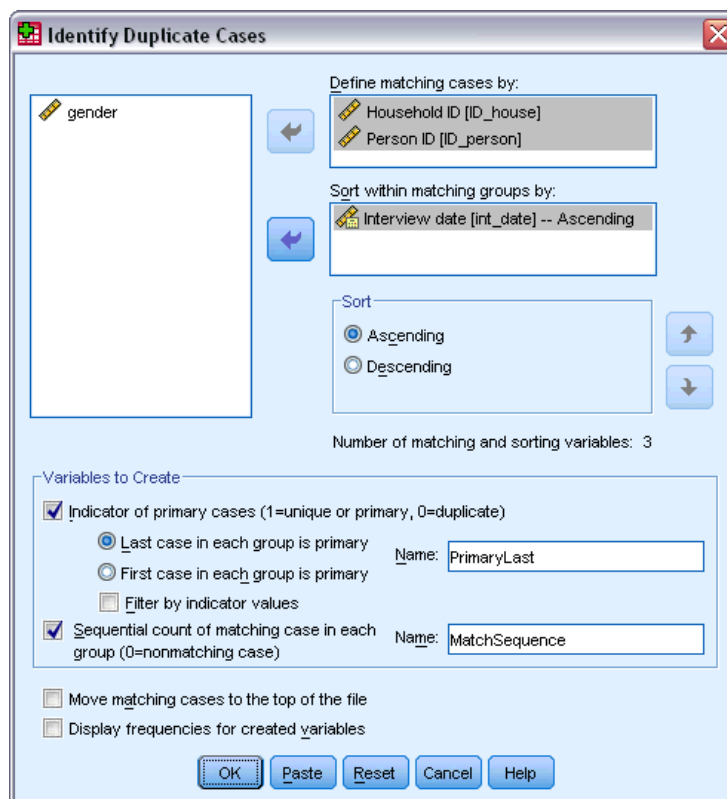 Identify Duplicate Cases
gender
Define matching cases by:
Household ID [ID_house]
Person ID [ID_person]
Sort within matching groups by:
Interview date [int_date] -- Ascending
Sort
Ascending
Descending
Number of matching and sorting variables: 3
Variables to Create
Indicator of primary cases (1=unique or primary, 0=duplicate)
Last case in each group is primary
Name: PrimaryLast
First case in each group is primary
Filter by indicator values
Sequential count of matching case in each
group (0=nonmatching case)
Name: MatchSequence
Move matching cases to the top of the file
Display frequencies for created variables
OK Paste Reset Cancel Help